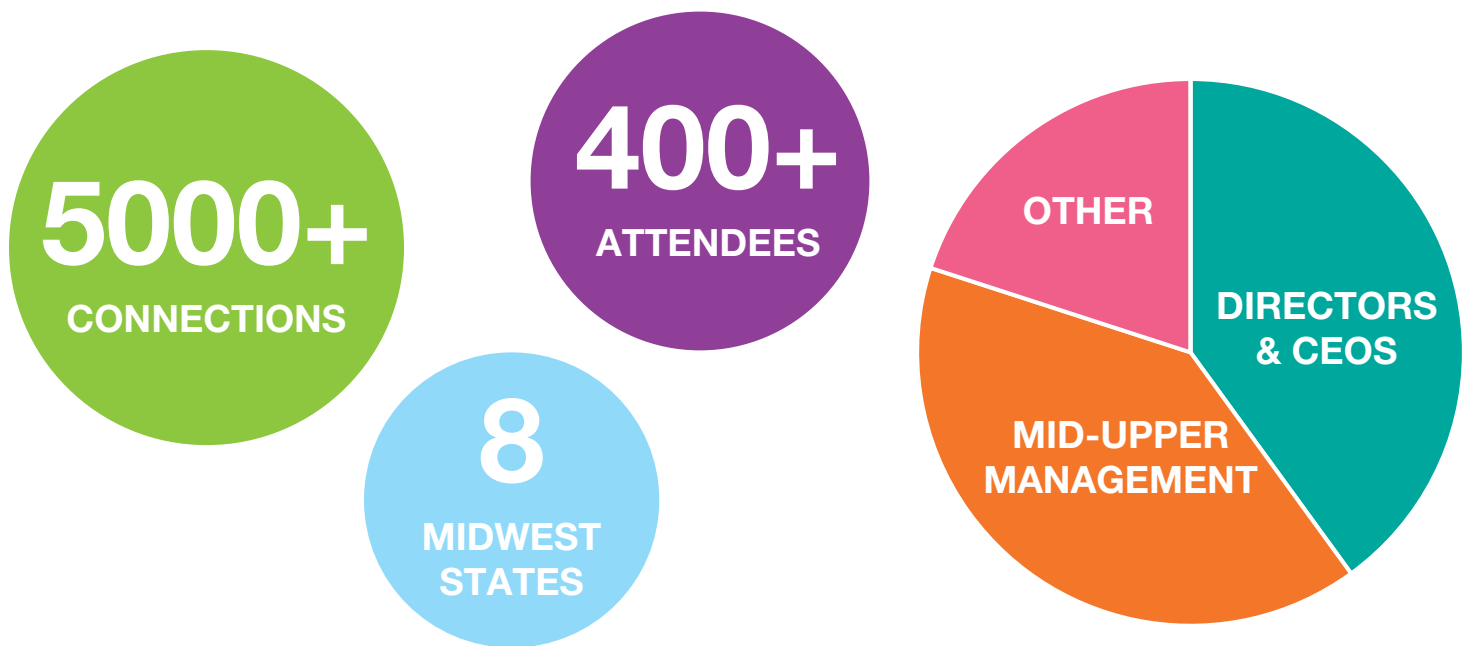 5000+
CONNECTIONS
400+
ATTENDEES
8
MIDWEST
STATES
OTHER
DIRECTORS
& CEOS
MID-UPPER
MANAGEMENT